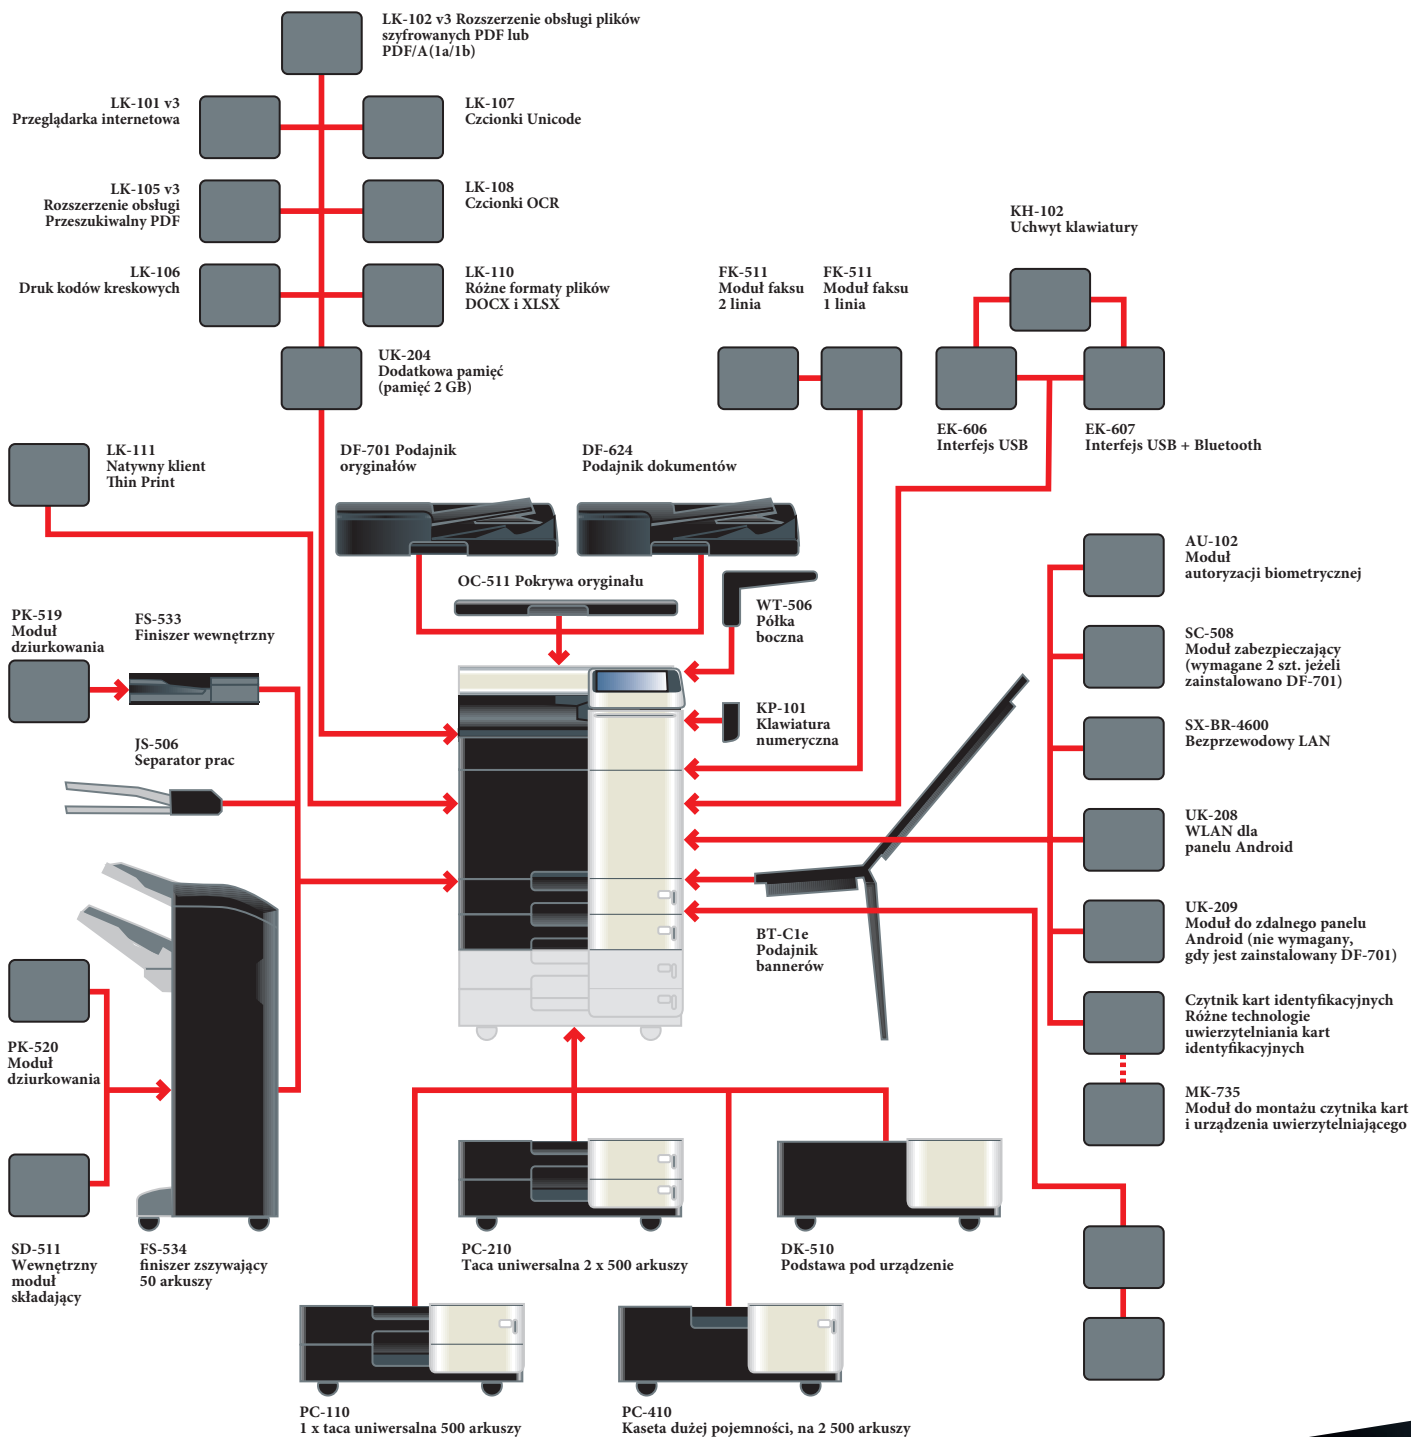 LK-102 v3 Rozszerzenie obsługi plików
szyfrowanych PDF lub
PDF/A(1a/1b)
LK-101 v3
Przeglądarka internetowa
LK-107
Czcionki Unicode
LK-105 v3
Rozszerzenie obsługi
Przeszukiwalny PDF
LK-108
Czcionki OCR
LK-106
Druk kodów kreskowych
LK-110
Różne formaty plików
DOCX i XLSX
UK-204
Dodatkowa pamięć
(pamięć 2 GB)
FK-511
Moduł faksu
2 linia
FK-511
Moduł faksu
1 linia
KH-102
Uchwyt klawiatury
EK-606
Interfejs USB
EK-607
Interfejs USB + Bluetooth
LK-111
Natywny klient
Thin Print
DF-701 Podajnik
oryginałów
DF-624
Podajnik dokumentów
OC-511 Pokrywa oryginału
WT-506
Półka
boczna
KP-101
Klawiatura
numeryczna
PK-519
Moduł
dziurkowania
FS-533
Finiszer wewnętrzny
JS-506
Separator prac
AU-102
Moduł
autoryzacji biometrycznej
SC-508
Moduł zabezpieczający
(wymagane 2 szt. jeżeli
zainstalowano DF-701)
SX-BR-4600
Bezprzewodowy LAN
UK-208
WLAN dla
panelu Android
UK-209
Moduł do zdalnego panelu
Android (nie wymagany,
gdy jest zainstalowany DF-701)
Czytnik kart identyfikacyjnych
Różne technologie
uwierzytelniania kart
identyfikacyjnych
MK-735
Moduł do montażu czytnika kart
i urządzenia uwierzytelniającego
BT-C1e
Podajnik
bannerów
PK-520
Moduł
dziurkowania
SD-511
Wewnętrzny
moduł
składający
FS-534
finiszer zszywający
50 arkuszy
PC-210
Taca uniwersalna 2 x 500 arkuszy
DK-510
Podstawa pod urządzenie
PC-110
1 x taca uniwersalna 500 arkuszy
PC-410
Kaseta dużej pojemności, na 2 500 arkuszy